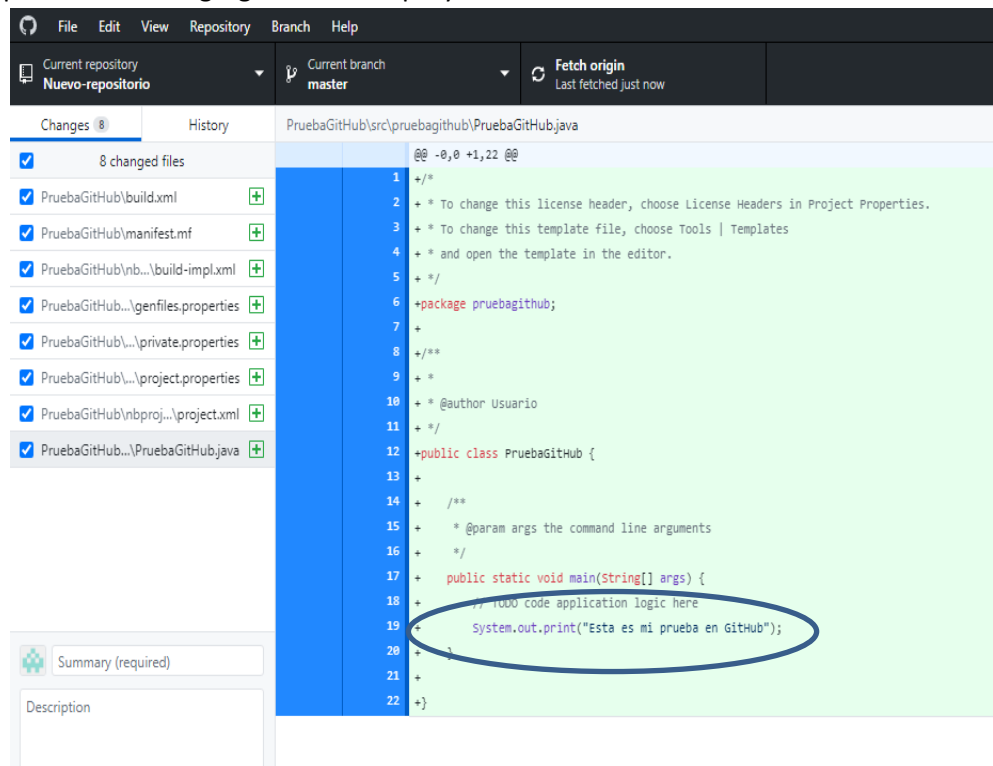 File Edit View Repository Branch Help
Current repository
Nuevo-repositorio
Current branch
master
Fetch origin
Last fetched just now
Changes 8 History
PruebaGitHub\src\pruebagithub\PruebaGitHub.java
8 changed files
PruebaGitHub\build.xml
PruebaGitHub\manifest.mf
PruebaGitHub\nb...\build-impl.xml
PruebaGitHub...\genfiles.properties
PruebaGitHub\...\private.properties
PruebaGitHub\...\project.properties
PruebaGitHub\nbproj...\project.xml
PruebaGitHub...\PruebaGitHub.java
@@ -0,0 +1,22 @@
1 +/*
2 + * To change this license header, choose License Headers in Project Properties.
3 + * To change this template file, choose Tools | Templates
4 + * and open the template in the editor.
5 + */
6 +package pruebagithub;
7 +
8 +/**
9 + *
10 + * @author Usuario
11 + */
12 +public class PruebaGitHub {
13 +
14 + /**
15 + * @param args the command line arguments
16 + */
17 + public static void main(String[] args) {
18 + // TODO code application logic here
19 + System.out.print("Esta es mi prueba en GitHub");
20 + }
21 +
22 +}
Summary (required)
Description